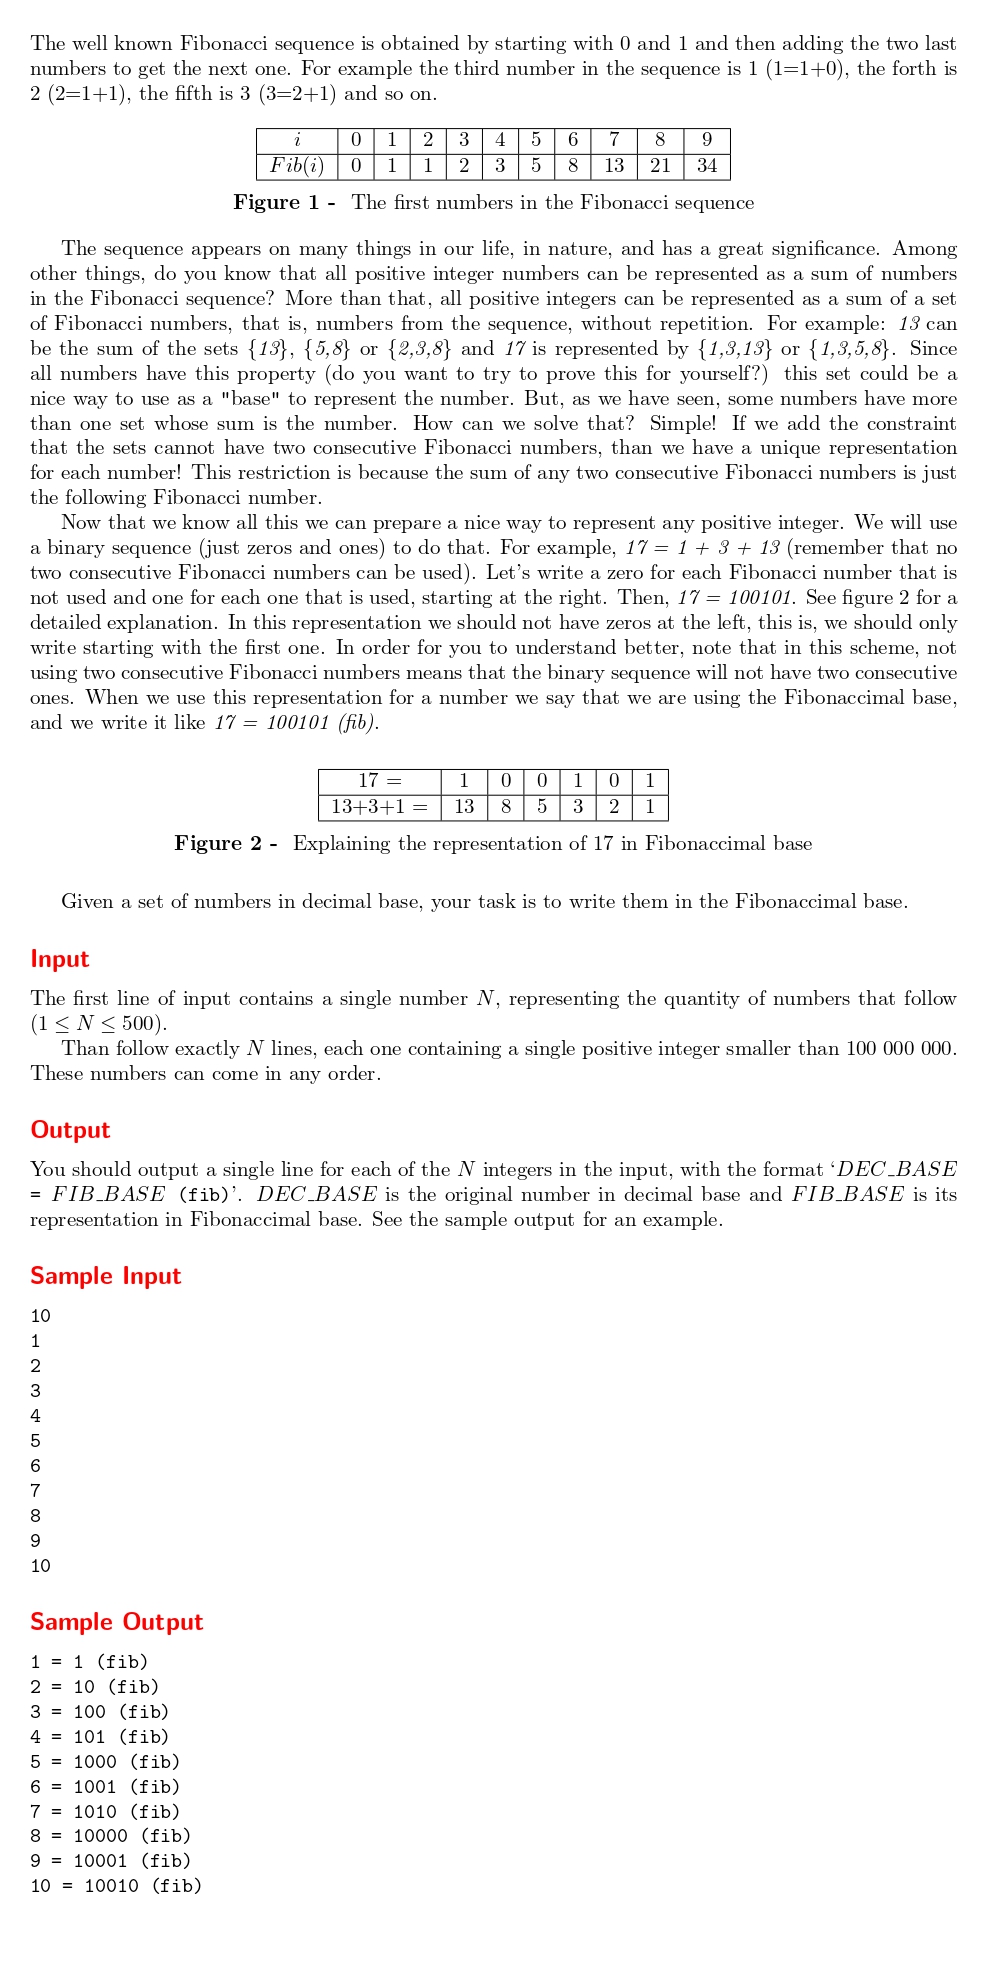 The well known Fibonacci sequence is obtained by starting with 0 and 1 and then adding the two last
numbers to get the next one. For example the third number in the sequence is 1 (1=1+0), the forth is
2 (2=1+1), the fifth is 3 (3=2+1) and so on.
i 0 1 2 3 4 5 6 7 8 9
Fib(i) 0 1 1 2 3 5 8 13 21 34
Figure 1 - The first numbers in the Fibonacci sequence
The sequence appears on many things in our life, in nature, and has a great significance. Among
other things, do you know that all positive integer numbers can be represented as a sum of numbers
in the Fibonacci sequence? More than that, all positive integers can be represented as a sum of a set
of Fibonacci numbers, that is, numbers from the sequence, without repetition. For example: 13 can
be the sum of the sets {13}, {5,8} or {2,3,8} and 17 is represented by {1,3,13} or {1,3,5,8}. Since
all numbers have this property (do you want to try to prove this for yourself?) this set could be a
nice way to use as a "base" to represent the number. But, as we have seen, some numbers have more
than one set whose sum is the number. How can we solve that? Simple! If we add the constraint
that the sets cannot have two consecutive Fibonacci numbers, than we have a unique representation
for each number! This restriction is because the sum of any two consecutive Fibonacci numbers is just
the following Fibonacci number.
Now that we know all this we can prepare a nice way to represent any positive integer. We will use
a binary sequence (just zeros and ones) to do that. For example, 17 = 1 + 3 + 13 (remember that no
two consecutive Fibonacci numbers can be used). Let's write a zero for each Fibonacci number that is
not used and one for each one that is used, starting at the right. Then, 17 = 100101. See figure 2 for a
detailed explanation. In this representation we should not have zeros at the left, this is, we should only
write starting with the first one. In order for you to understand better, note that in this scheme, not
using two consecutive Fibonacci numbers means that the binary sequence will not have two consecutive
ones. When we use this representation for a number we say that we are using the Fibonaccimal base,
and we write it like 17 = 100101 (fib).
17 = 1 0 0 1 0 1
13+3+1 = 13 8 5 3 2 1
Figure 2 - Explaining the representation of 17 in Fibonaccimal base
Given a set of numbers in decimal base, your task is to write them in the Fibonaccimal base.
Input
The first line of input contains a single number N, representing the quantity of numbers that follow
(1 ≤ N ≤ 500).
Than follow exactly N lines, each one containing a single positive integer smaller than 100 000 000.
These numbers can come in any order.
Output
You should output a single line for each of the N integers in the input, with the format ‘DEC_BASE
= FIB_BASE (fib)’. DEC_BASE is the original number in decimal base and FIB_BASE is its
representation in Fibonaccimal base. See the sample output for an example.
Sample Input
10
1
2
3
4
5
6
7
8
9
10
Sample Output
1 = 1 (fib)
2 = 10 (fib)
3 = 100 (fib)
4 = 101 (fib)
5 = 1000 (fib)
6 = 1001 (fib)
7 = 1010 (fib)
8 = 10000 (fib)
9 = 10001 (fib)
10 = 10010 (fib)